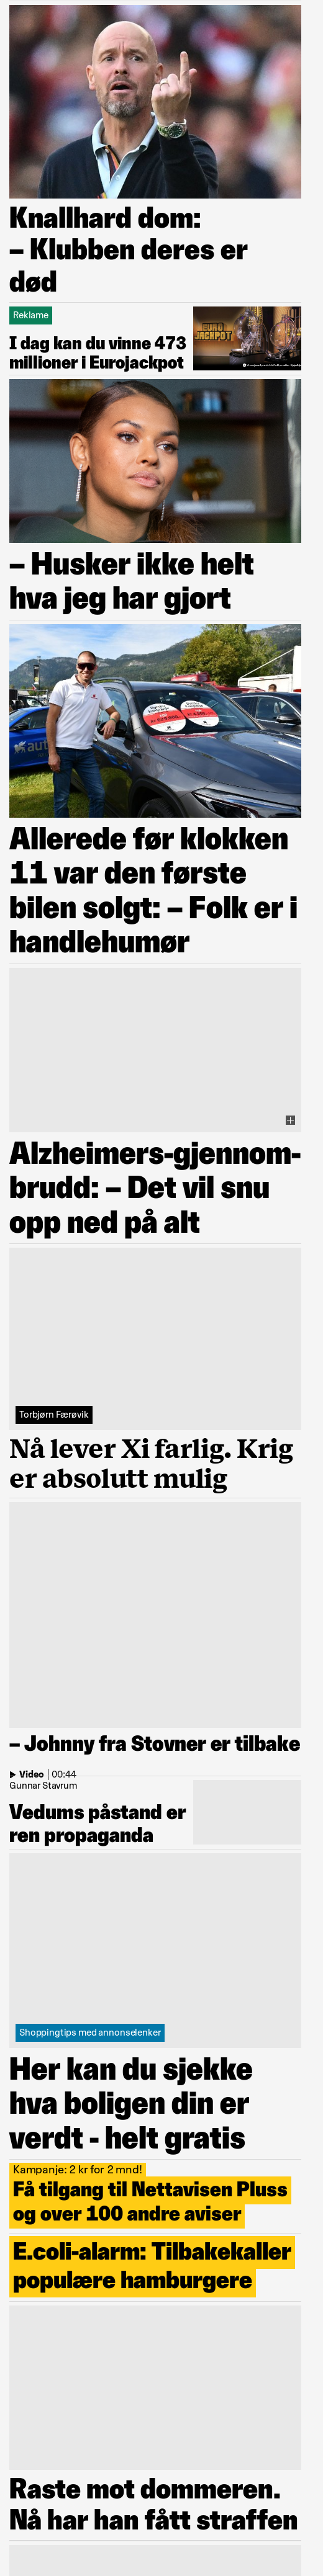 Knallhard dom:
– Klubben deres er
død
Reklame
I dag kan du vinne 473
millioner i Eurojackpot
EURO
JACKPOT
– Husker ikke helt
hva jeg har gjort
Allerede før klokken
11 var den første
bilen solgt: – Folk er i
handlehumør
Alzheimers-gjennom-
brudd: – Det vil snu
opp ned på alt
Torbjørn Færøvik
Nå lever Xi farlig. Krig
er absolutt mulig
– Johnny fra Stovner er tilbake
Video | 00:44
Gunnar Stavrum
Vedums påstand er
ren propaganda
Shoppingtips med annonselenker
Her kan du sjekke
hva boligen din er
verdt - helt gratis
Kampanje: 2 kr for 2 mnd!
Få tilgang til Nettavisen Pluss
og over 100 andre aviser
E.coli-alarm: Tilbakekaller
populære hamburgere
Raste mot dommeren.
Nå har han fått straffen